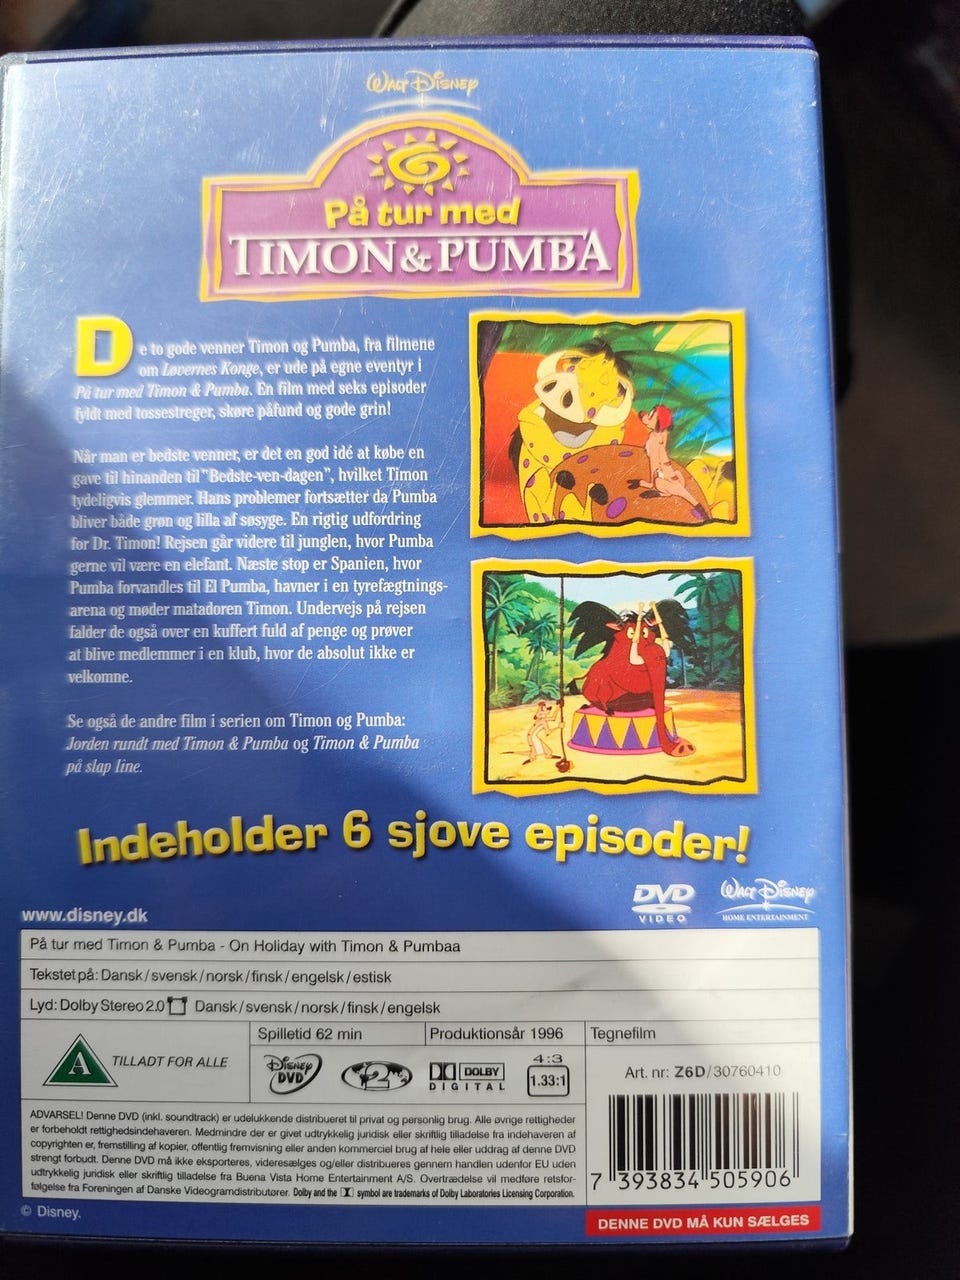 Walt Disney
På tur med
TIMON & PUMBA
De to gode venner Timon og Pumba, fra filmene
om Løvernes Konge, er ude på egne eventyr i
På tur med Timon & Pumba. En film med seks episoder
fyldt med tossestreger, skøre påfund og gode grin!
Når man er bedste venner, er det en god idé at købe en
gave til hinanden til "Bedste-ven-dagen", hvilket Timon
tydeligvis glemmer. Hans problemer fortsætter da Pumba
bliver både grøn og lilla af søsyge. En rigtig udfordring
for Dr. Timon! Rejsen går videre til junglen, hvor Pumba
gerne vil være en elefant. Næste stop er Spanien, hvor
Pumba forvandles til El Pumba, havner i en tyrefægtnings-
arena og møder matadoren Timon. Undervejs på rejsen
falder de også over en kuffert fuld af penge og prøver
at blive medlemmer i en klub, hvor de absolut ikke er
velkomne.
Se også de andre film i serien om Timon og Pumba:
Jorden rundt med Timon & Pumba og Timon & Pumba
på slap line.
Indeholder 6 sjove episoder!
DVD
VIDEO
Walt Disney
HOME ENTERTAINMENT
www.disney.dk
På tur med Timon & Pumba - On Holiday with Timon & Pumbaa
Tekstet på: Dansk/svensk/norsk/finsk/engelsk/estisk
Lyd: Dolby Stereo 2.0 Dansk/svensk/norsk/finsk/engelsk
A TILLADT FOR ALLE
Spilletid 62 min
Produktionsår 1996
Tegnefilm
Disney
DVD
2
DOLBY
DIGITAL
4:3
1.33:1
Art. nr: Z6D/30760410
ADVARSEL! Denne DVD (inkl. soundtrack) er udelukkende distribueret til privat og personlig brug. Alle øvrige rettigheder
er forbeholdt rettighedsindehaveren. Medmindre der er givet udtrykkelig juridisk eller skriftlig tilladelse fra indehaveren af
copyrighten er, fremstilling af kopier, offentlig fremvisning eller anden kommerciel brug af hele eller uddrag af denne DVD
strengt forbudt. Denne DVD må ikke eksporteres, videresælges og/eller distribueres gennem handlen udenfor EU uden
udtrykkelig juridisk eller skriftlig tilladelse fra Buena Vista Home Entertainment A/S. Overtrædelse vil medføre retsfor-
følgelse fra Foreningen af Danske Videogramdistributører. Dolby and the symbol are trademarks of Dolby Laboratories Licensing Corporation.
7 393834 505906
© Disney.
DENNE DVD MÅ KUN SÆLGES